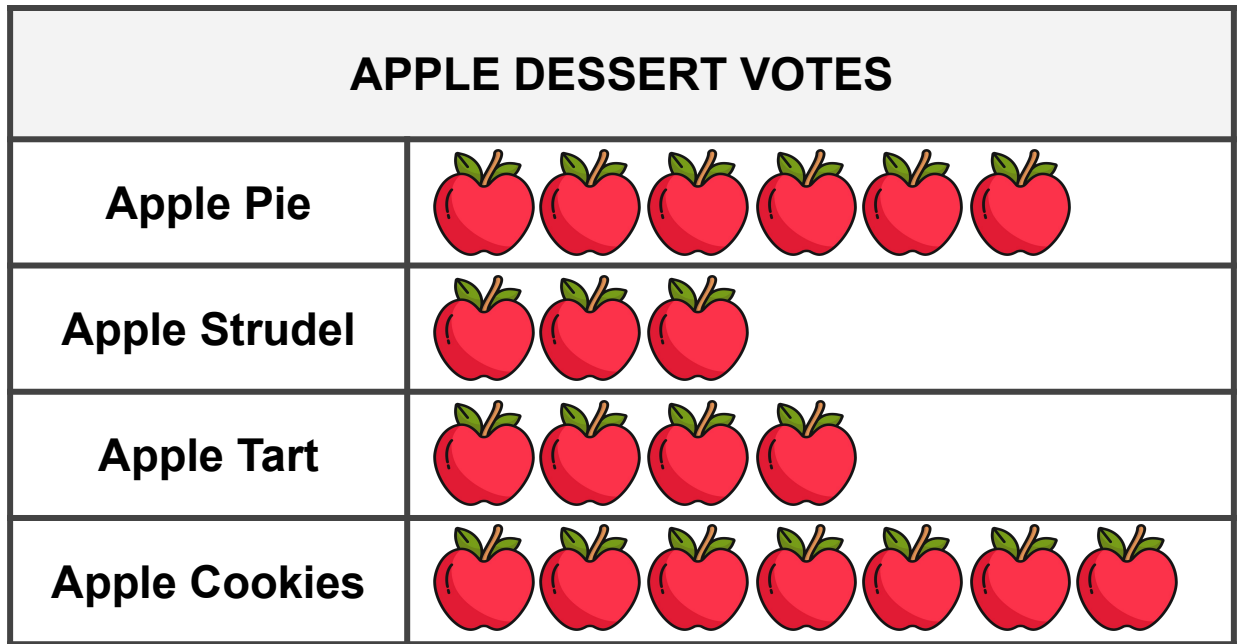 APPLE DESSERT VOTES
Apple Pie
Apple Strudel
Apple Tart
Apple Cookies